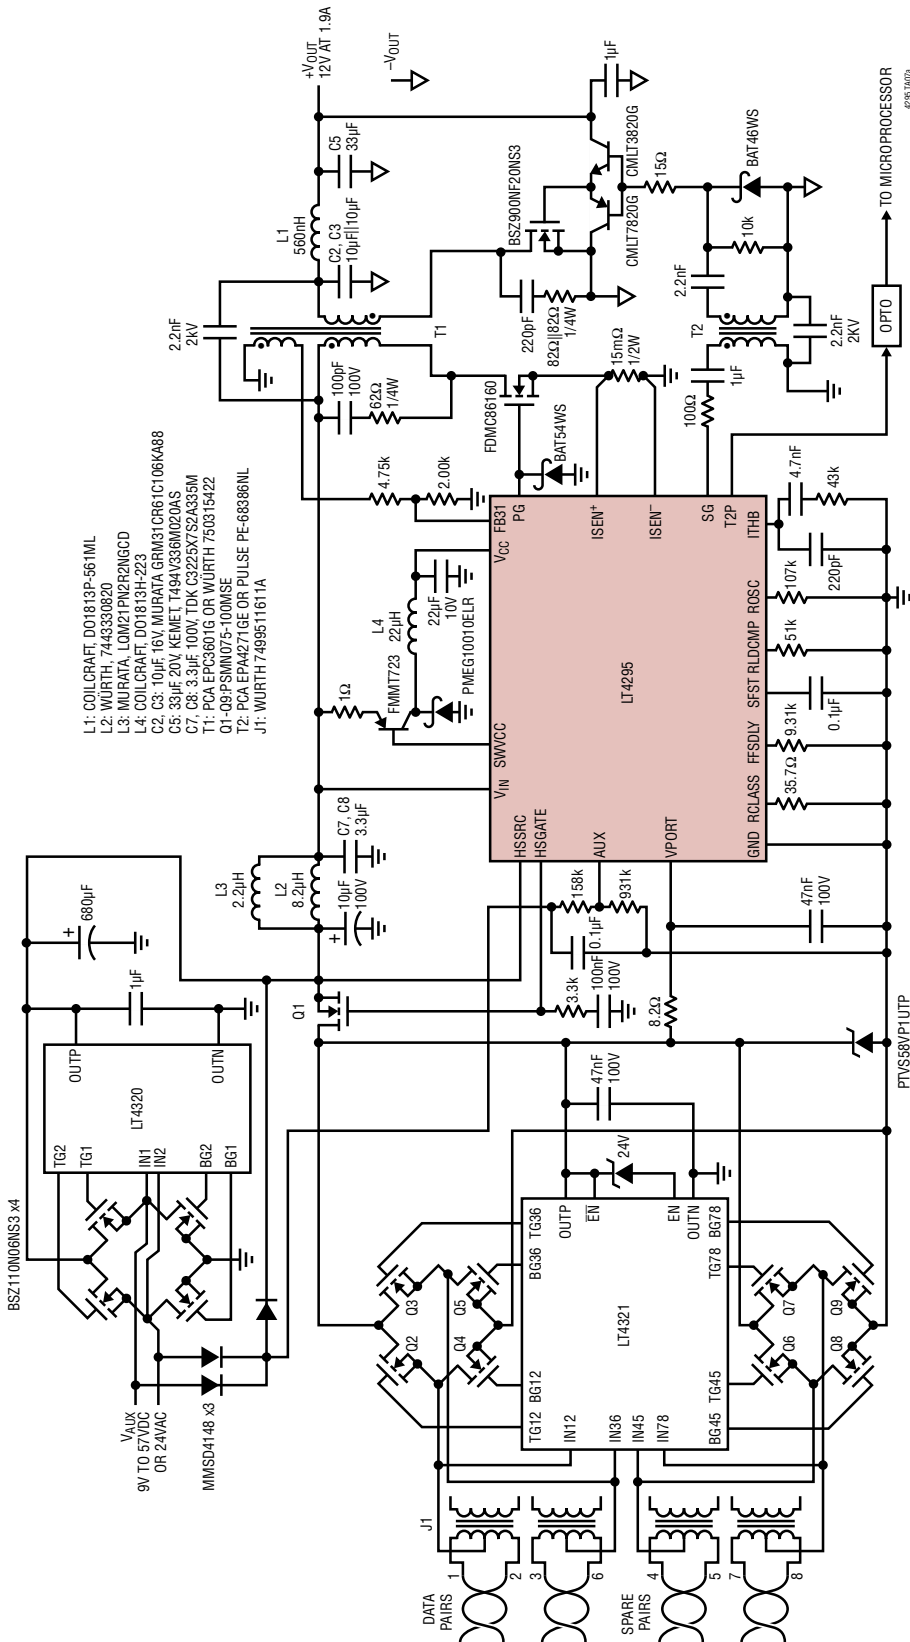 L1: COILCRAFT, DO1813P-561ML
L2: WÜRTH, 744330820
L3: MURATA, LQM21PN2R2NGCD
L4: COILCRAFT, DO1813H-223
C2, C3: 10µF, 16V, MURATA GRM31CR61C106KA88
C5: 33µF, 20V, KEMET, T494V336M020AS
C7, C8: 3.3µF, 100V, TDK C3225X7S2A335M
T1: PCA EPC3601G OR WÜRTH 750315422
Q1-Q9:PSMN075-100MSE
T2: PCA EPA4271GE OR PULSE PE-68386NL
J1: WURTH 749951611A
BSZ110N06NS3 ×4
TG2
TG1
IN1
IN2
BG2
BG1
LT4320
OUTP
OUTN
1µF
+
680µF
VAUX
9V TO 57VDC
OR 24VAC
MMSD4148 ×3
Q1
L3
2.2µH
L2
8.2µH
+
10µF
100V
C7, C8
3.3µF
1Ω
FMMT723
L4
22µH
22µF
10V
PMEG10010ELR
4.75k
2.00k
100pF
100V
62Ω
1/4W
2.2nF
2kV
T1
L1
560nH
C2, C3
10µF||10µF
C5
33µF
+VOUT
12V AT 1.9A
–VOUT
BSZ900NF20NS3
220pF
82Ω||82Ω
1/4W
CMLT7820G
CMLT3820G
1µF
15Ω
FDMC86160
BAT54WS
15mΩ
1/2W
100Ω
1µF
T2
2.2nF
10k
BAT46WS
2.2nF
2KV
OPTO
TO MICROPROCESSOR
HSSRC
HSGATE
AUX
VPORT
VIN
SWVCC
VCC
FB31
PG
ISEN+
ISEN–
SG
T2P
ITHB
LT4295
GND
RCLASS
FFSDLY
SFST
RLDCMP
ROSC
35.7Ω
9.31k
0.1µF
51k
107k
220pF
4.7nF
43k
158k
931k
0.1µF
3.3k
100nF
100V
8.2Ω
47nF
100V
PTVS58VP1UTP
47nF
100V
24V
Q2
Q3
Q4
Q5
Q6
Q7
Q8
Q9
TG12
BG12
BG36
TG36
IN12
IN36
IN45
IN78
LT4321
OUTP
EN
EN
OUTN
BG45
TG45
TG78
BG78
J1
DATA
PAIRS
SPARE
PAIRS
1
2
3
6
4
5
7
8
4295 TA07a